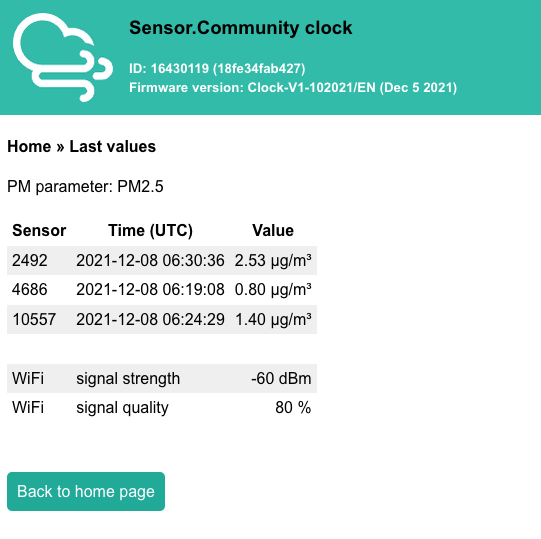 Sensor.Community clock
ID: 16430119 (18fe34fab427)
Firmware version: Clock-V1-102021/EN (Dec 5 2021)
Home » Last values
PM parameter: PM2.5
Sensor Time (UTC) Value
2492 2021-12-08 06:30:36 2.53 µg/m³
4686 2021-12-08 06:19:08 0.80 µg/m³
10557 2021-12-08 06:24:29 1.40 µg/m³
WiFi signal strength -60 dBm
WiFi signal quality 80 %
Back to home page